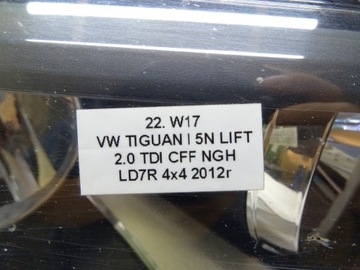 22. W17
VW TIGUAN I 5N LIFT
2.0 TDI CFF NGH
LD7R 4x4 2012r